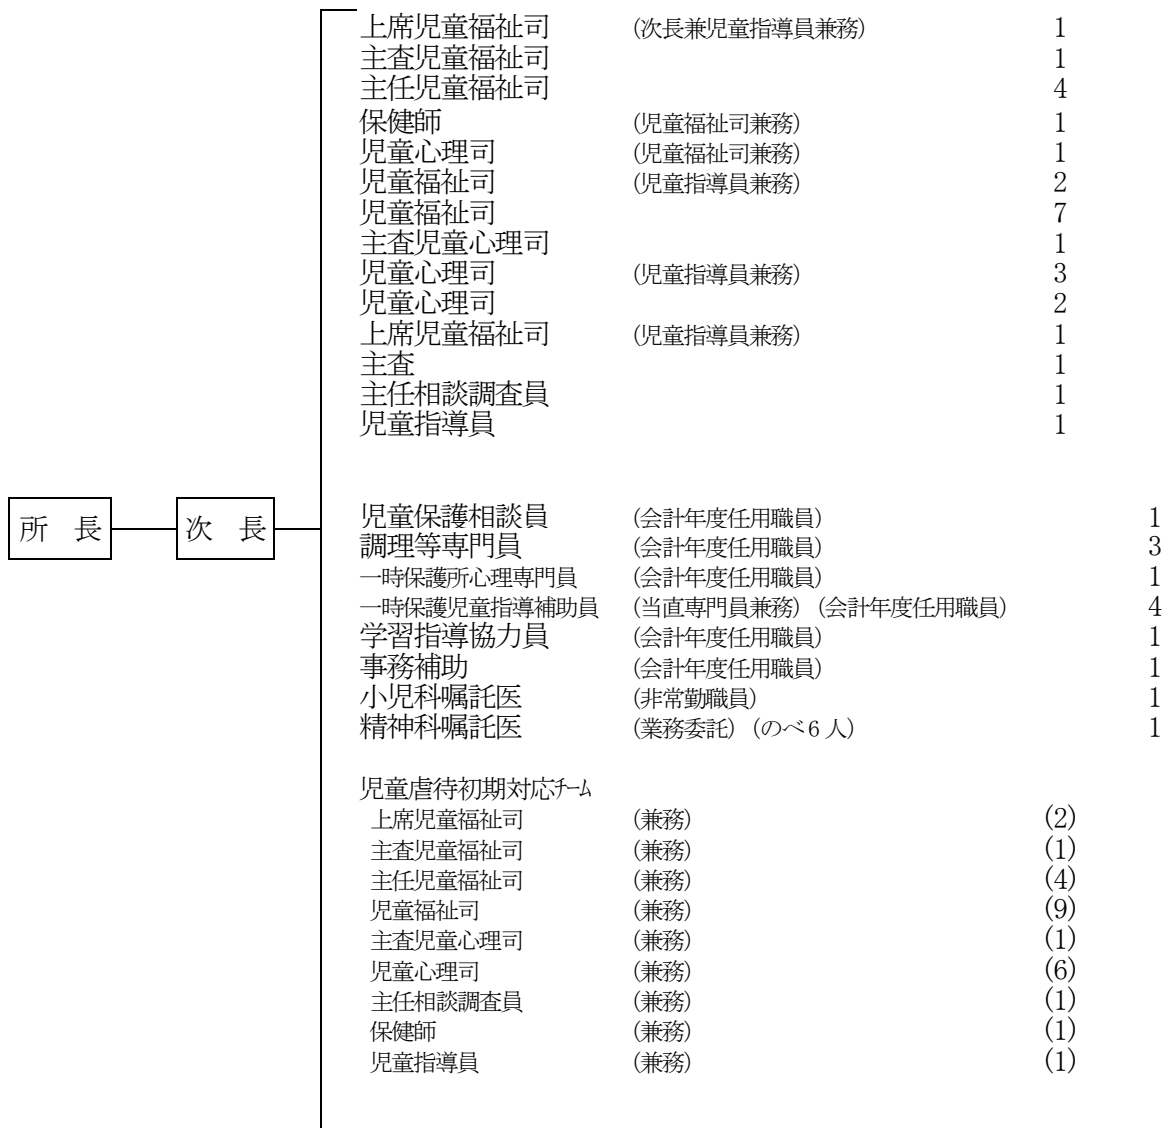 上席児童福祉司 (次長兼児童指導員兼務) 1
主査児童福祉司 1
主任児童福祉司 4
保健師 (児童福祉司兼務) 1
児童心理司 (児童福祉司兼務) 1
児童福祉司 (児童指導員兼務) 2
児童福祉司 7
主査児童心理司 1
児童心理司 (児童指導員兼務) 3
児童心理司 2
上席児童福祉司 (児童指導員兼務) 1
主査 1
主任相談調査員 1
児童指導員 1
所 長 次 長
児童保護相談員 (会計年度任用職員) 1
調理等専門員 (会計年度任用職員) 3
一時保護所心理専門員 (会計年度任用職員) 1
一時保護児童指導補助員 (当直専門員兼務) (会計年度任用職員) 4
学習指導協力員 (会計年度任用職員) 1
事務補助 (会計年度任用職員) 1
小児科嘱託医 (非常勤職員) 1
精神科嘱託医 (業務委託) (のべ6人) 1
児童虐待初期対応チーム
上席児童福祉司 (兼務) (2)
主査児童福祉司 (兼務) (1)
主任児童福祉司 (兼務) (4)
児童福祉司 (兼務) (9)
主査児童心理司 (兼務) (1)
児童心理司 (兼務) (6)
主任相談調査員 (兼務) (1)
保健師 (兼務) (1)
児童指導員 (兼務) (1)